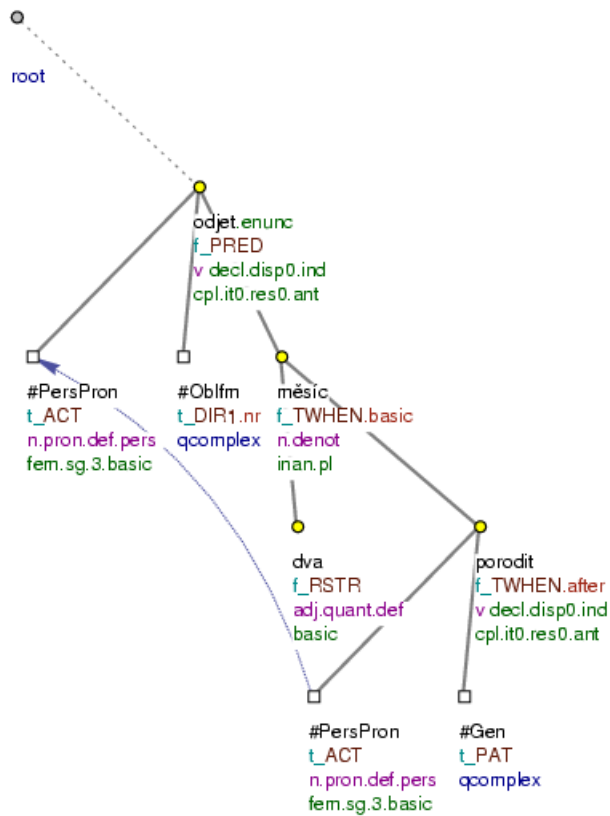 root
odjet.enunc
f_PRED
v decl.disp0.ind
cpl.it0.res0.ant
#PersPron
t_ACT
n.pron.def.pers
fem.sg.3.basic
#Oblfm
t_DIR1.nr
qcomplex
měsíc
f_TWHEN.basic
n.denot
inan.pl
dva
f_RSTR
adj.quant.def
basic
porodit
f_TWHEN.after
v decl.disp0.ind
cpl.it0.res0.ant
#PersPron
t_ACT
n.pron.def.pers
fem.sg.3.basic
#Gen
t_PAT
qcomplex